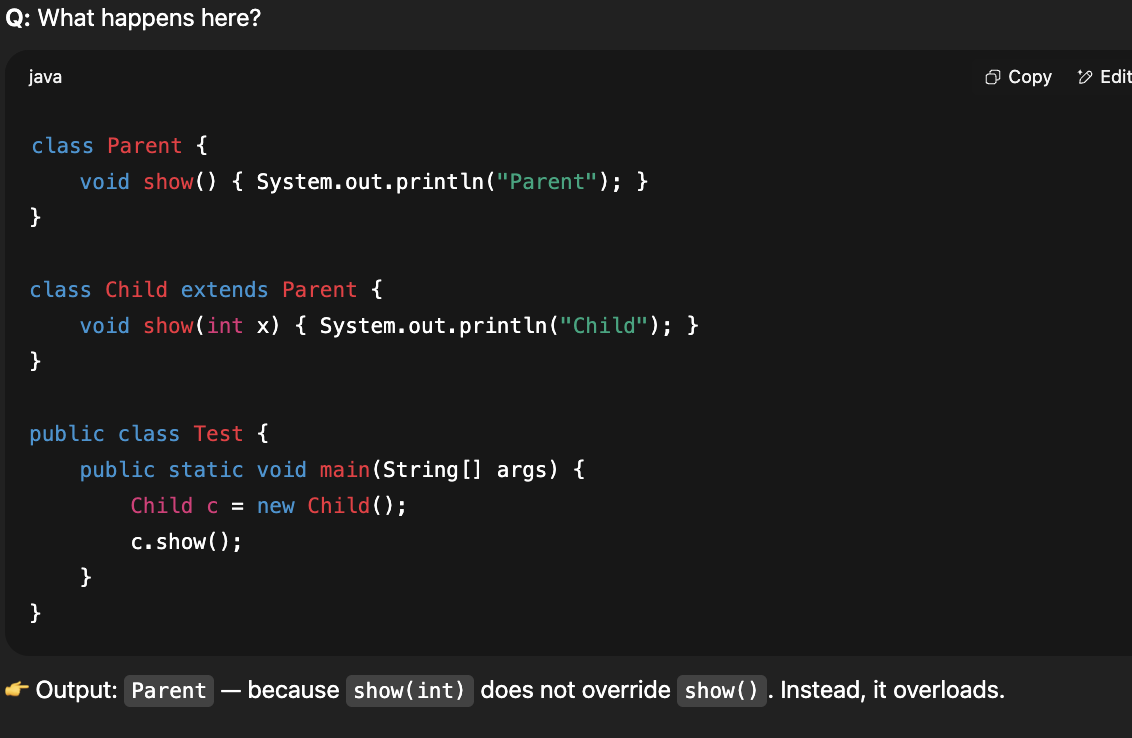 Q: What happens here?
java
Copy
Edit
class Parent {
    void show() { System.out.println("Parent"); }
}
class Child extends Parent {
    void show(int x) { System.out.println("Child"); }
}
public class Test {
    public static void main(String[] args) {
        Child c = new Child();
        c.show();
    }
}
👉 Output: Parent — because show(int) does not override show(). Instead, it overloads.